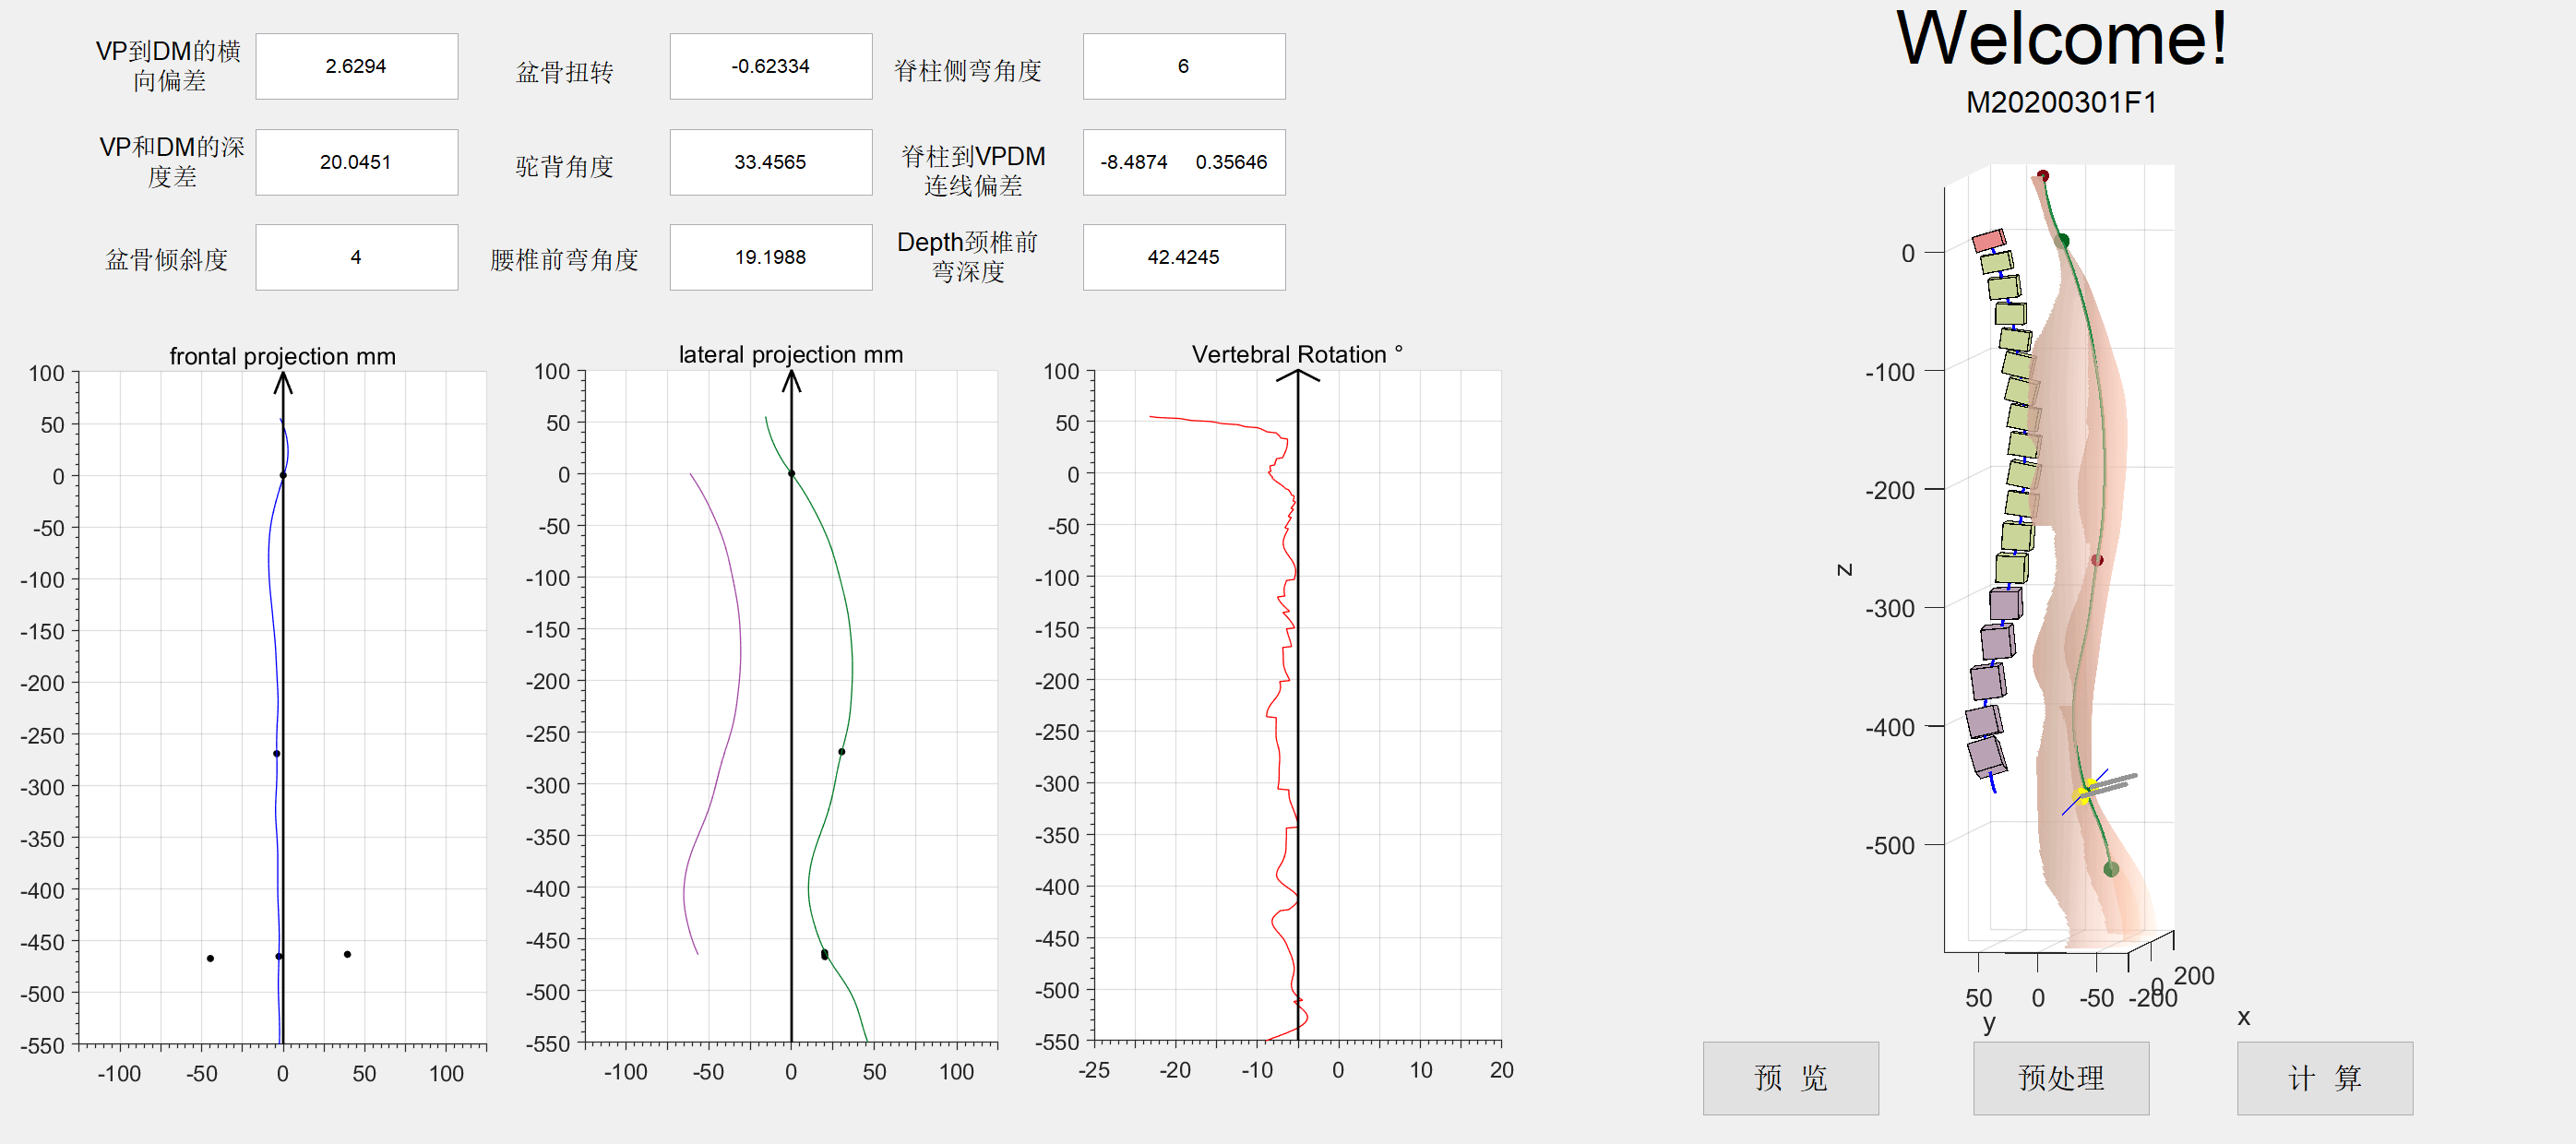 VP到DM的横
向偏差
2.6294
盆骨扭转
-0.62334
脊柱侧弯角度
6
VP和DM的深
度差
20.0451
驼背角度
33.4565
脊柱到VPDM
连线偏差
-8.4874 0.35646
盆骨倾斜度
4
腰椎前弯角度
19.1988
Depth颈椎前
弯深度
42.4245
frontal projection mm
100
50
0
-50
-100
-150
-200
-250
-300
-350
-400
-450
-500
-550
-100 -50 0 50 100
lateral projection mm
100
50
0
-50
-100
-150
-200
-250
-300
-350
-400
-450
-500
-550
-100 -50 0 50 100
Vertebral Rotation °
100
50
0
-50
-100
-150
-200
-250
-300
-350
-400
-450
-500
-550
-25 -20 -10 0 10 20
Welcome!
M20200301F1
0
-100
-200
z
-300
-400
-500
50 0 -50 -200 0 200
y
x
预 览
预处理
计 算